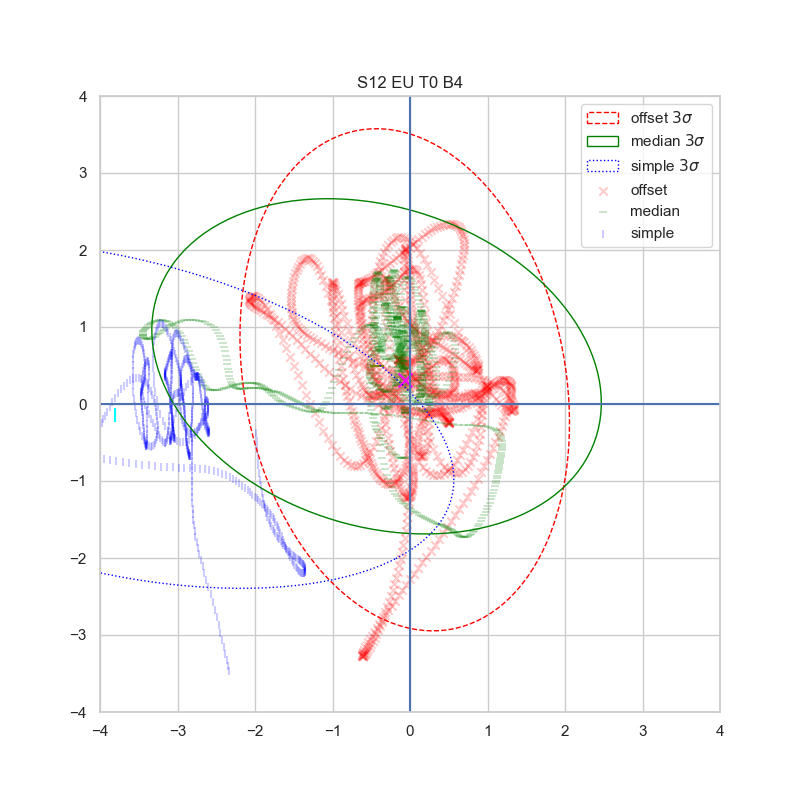 S12 EU T0 B4
offset 3σ
median 3σ
simple 3σ
offset
median
simple
4
3
2
1
0
−1
−2
−3
−4
−4 −3 −2 −1 0 1 2 3 4